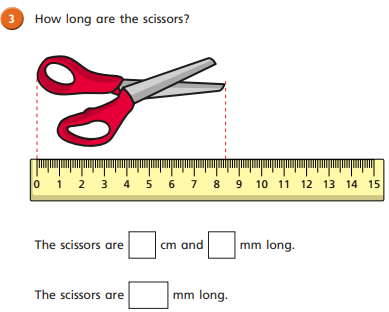 3 How long are the scissors?
0 1 2 3 4 5 6 7 8 9 10 11 12 13 14 15
The scissors are cm and mm long.
The scissors are mm long.